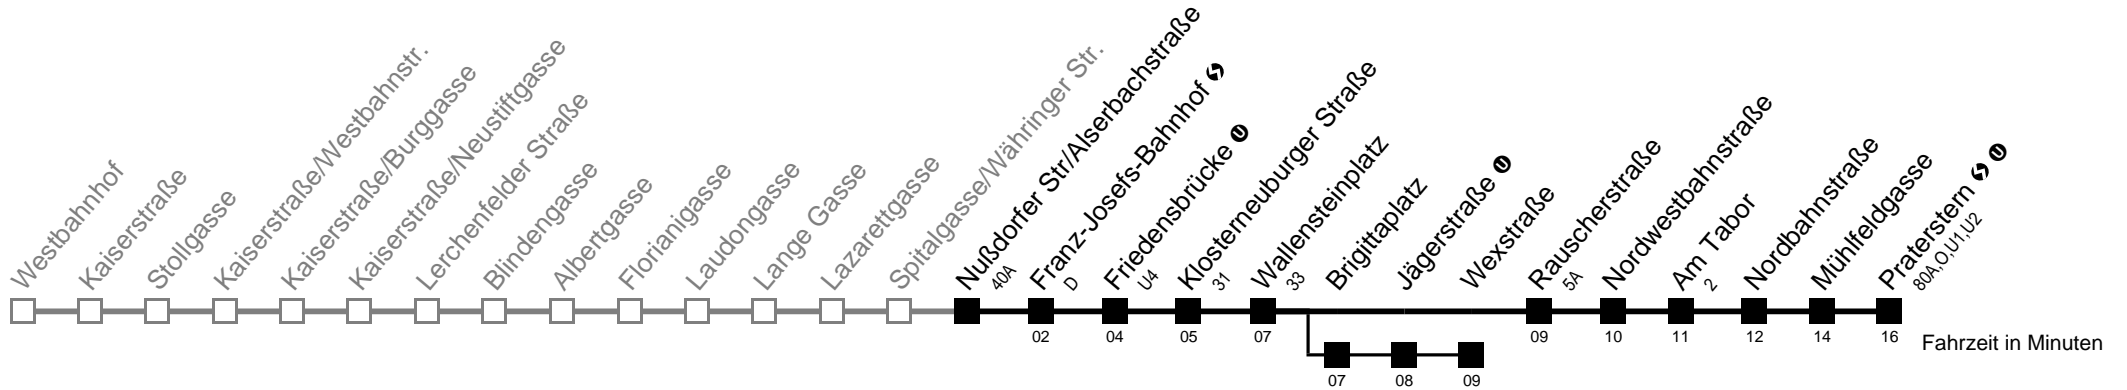 Westbahnhof
Kaiserstraße
Stollgasse
Kaiserstraße/Westbahnstr.
Kaiserstraße/Burggasse
Kaiserstraße/Neustiftgasse
Lerchenfelder Straße
Blindengasse
Albertgasse
Florianigasse
Laudongasse
Lange Gasse
Lazarettgasse
Spitalgasse/Währinger Str.
Nußdorfer Str/Alserbachstraße
40A
Franz-Josefs-Bahnhof
D
Friedensbrücke U
U4
Klosterneuburger Straße
31
Wallensteinplatz
33
Brigittaplatz
Jägerstraße U
Wexstraße
Rauscherstraße
5A
Nordwestbahnstraße
Am Tabor
2
Nordbahnstraße
Mühlfeldgasse
Praterstern U
80A,O,U1,U2
02 04 05 07 09 10 11 12 14 16
Fahrzeit in Minuten
07 08 09